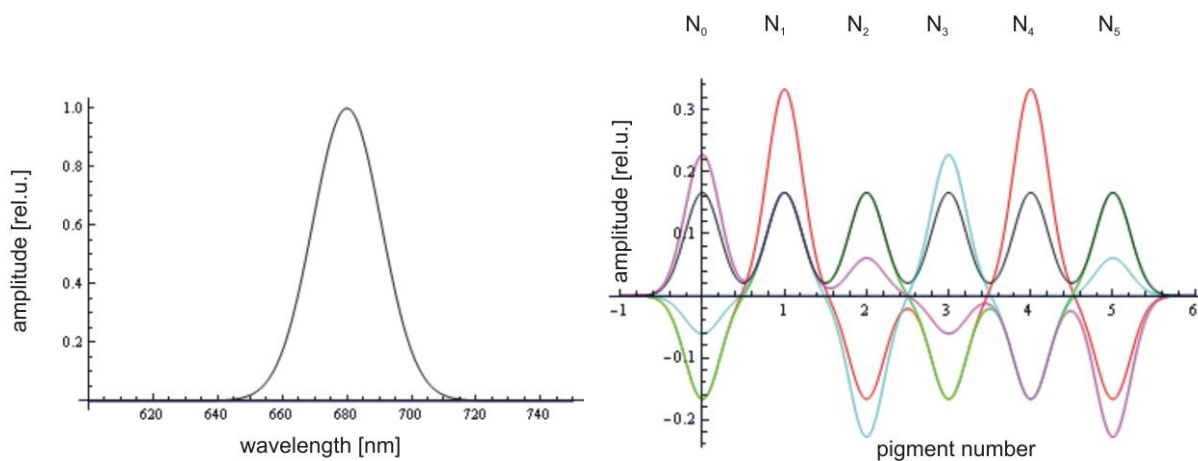 amplitude [rel.u.]
1.0
0.8
0.6
0.4
0.2
620 640 660 680 700 720 740
wavelength [nm]
N₀ N₁ N₂ N₃ N₄ N₅
amplitude [rel.u.]
0.3
0.2
0.1
-0.1
-0.2
-1 1 2 3 4 5 6
pigment number